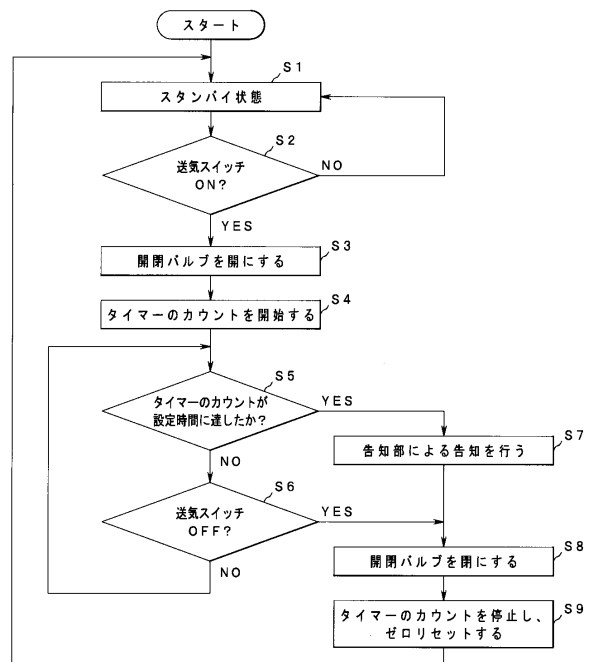 スタート
S1
スタンバイ状態
S2
送気スイッチ
ON?
NO
YES
S3
開閉バルブを開にする
S4
タイマーのカウントを開始する
S5
タイマーのカウントが
設定時間に達したか?
YES
S7
告知部による告知を行う
NO
S6
送気スイッチ
OFF?
YES
NO
S8
開閉バルブを閉にする
S9
タイマーのカウントを停止し、
ゼロリセットする